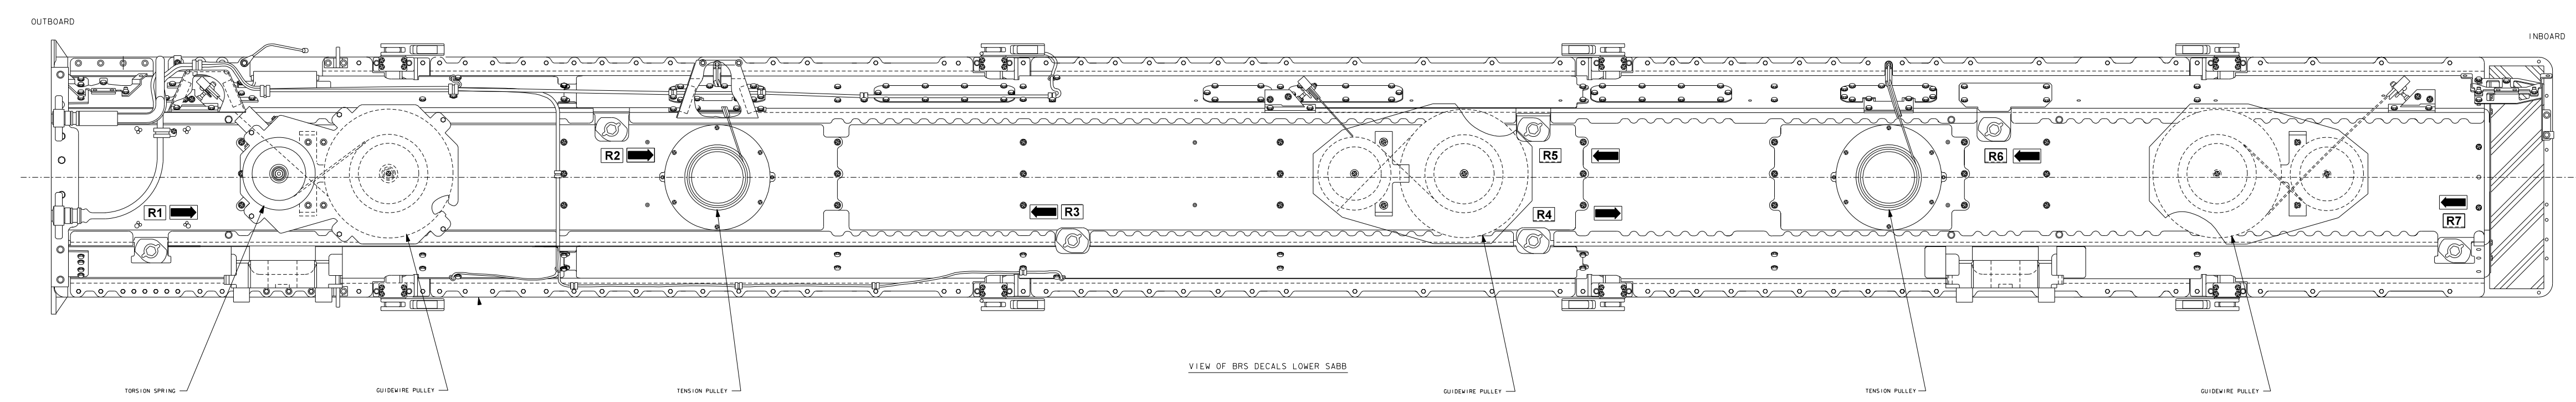 OUTBOARD
INBOARD
R1
R2
R3
R4
R5
R6
R7
VIEW OF BRS DECALS LOWER SABB
TORSION SPRING
GUIDEWIRE PULLEY
TENSION PULLEY
GUIDEWIRE PULLEY
TENSION PULLEY
GUIDEWIRE PULLEY